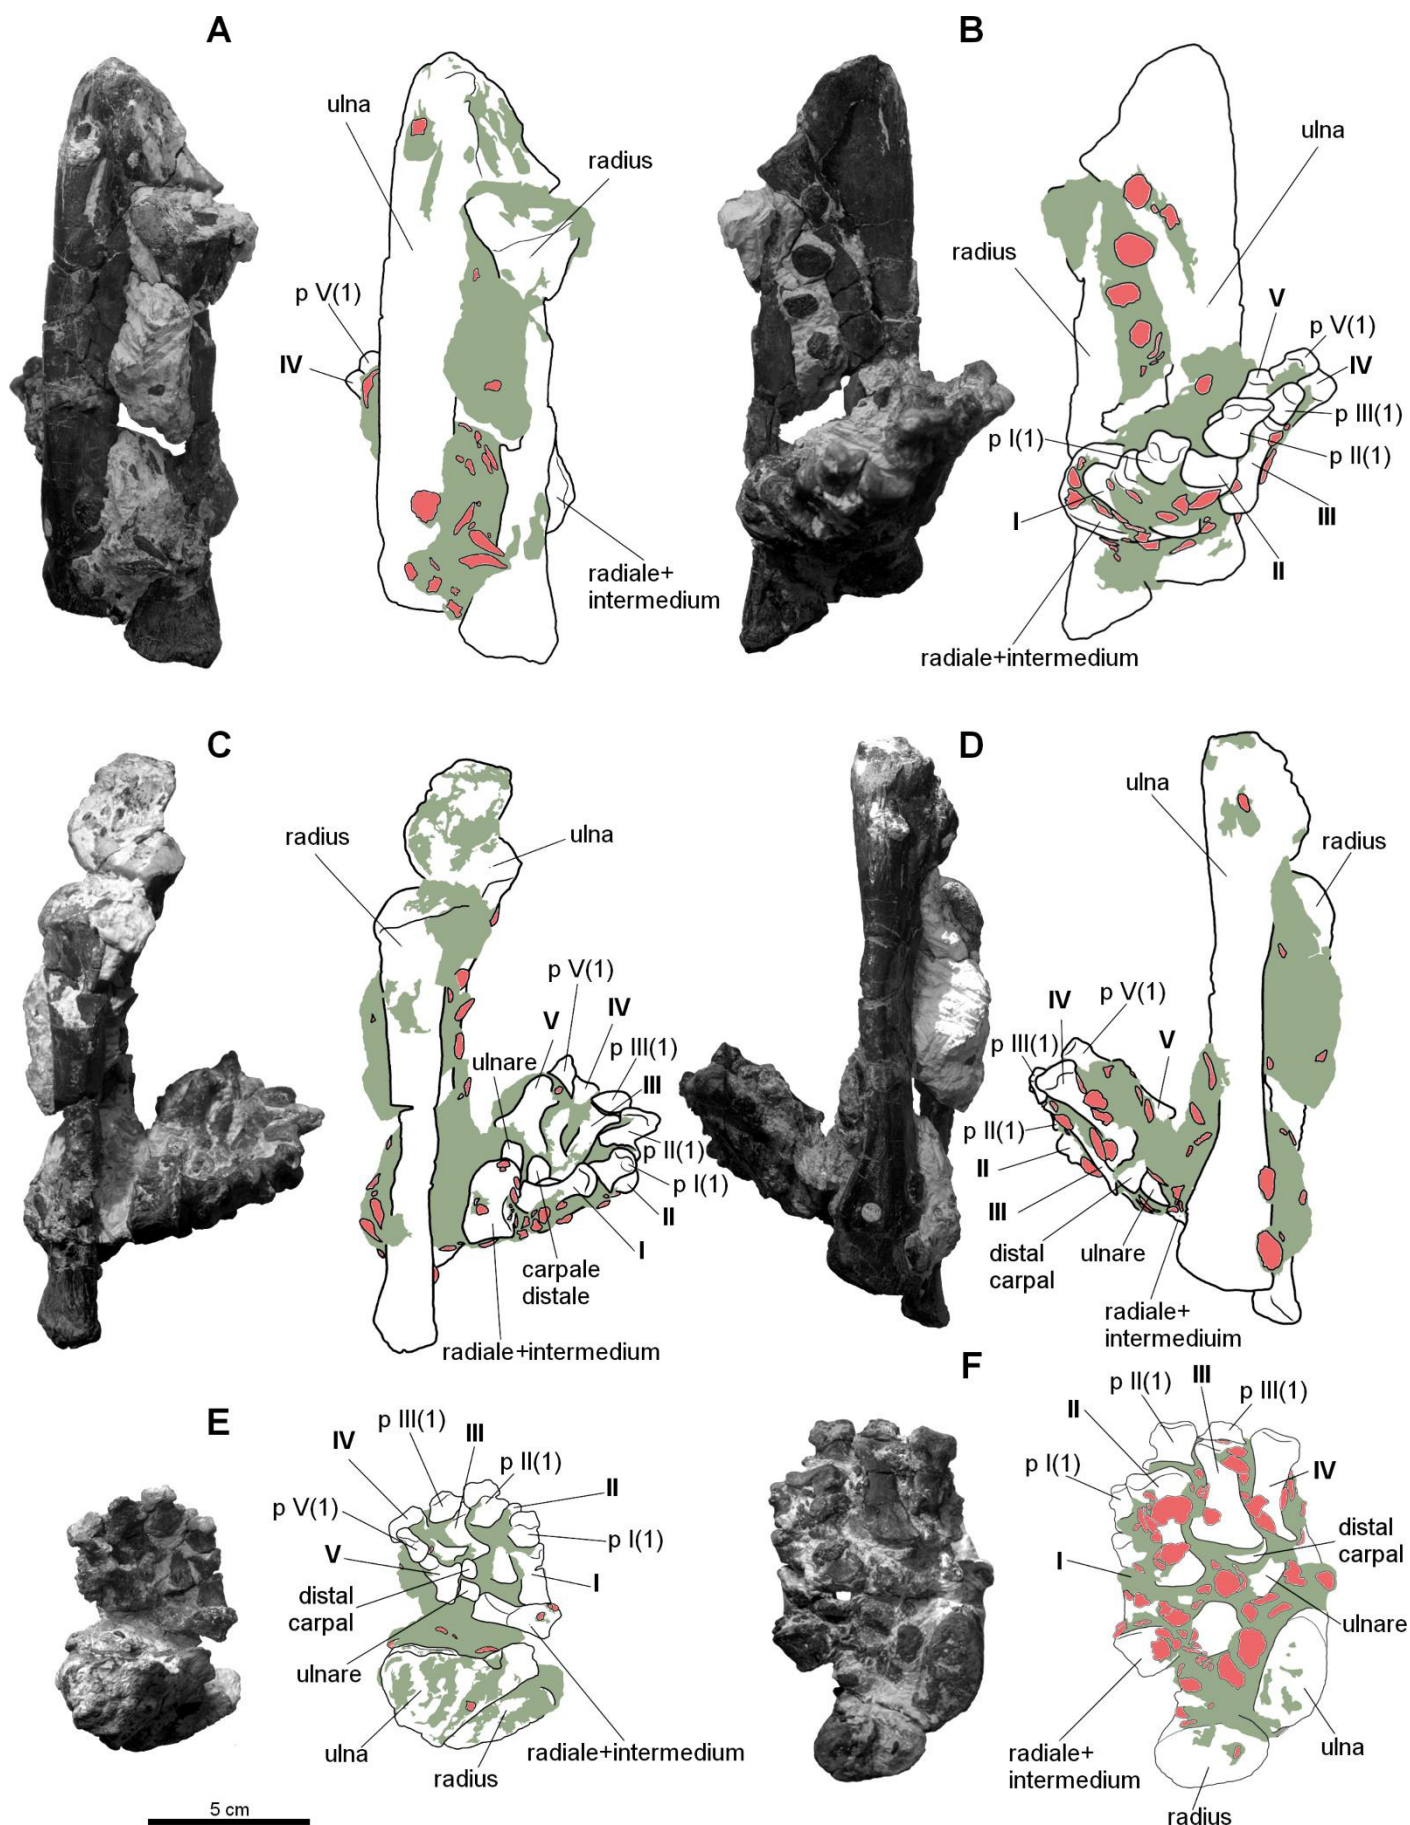 A
ulna
radius
p V(1)
IV
radiale+
intermedium
B
ulna
radius
V
p V(1)
IV
p III(1)
p I(1)
p II(1)
I
III
II
radiale+intermedium
C
radius
ulna
p V(1)
IV
V
p III(1)
ulnare
III
p II(1)
p I(1)
II
I
carpale
distale
radiale+intermedium
D
ulna
radius
p V(1)
IV
V
p III(1)
p II(1)
II
III
distal
carpal
ulnare
radiale+
intermediuim
E
p III(1)
III
IV
p II(1)
II
p V(1)
p I(1)
V
I
distal
carpal
ulnare
ulna
radiale+intermedium
radius
5 cm
F
p II(1)
III
p III(1)
II
p I(1)
IV
distal
carpal
I
ulnare
radiale+
intermedium
ulna
radius